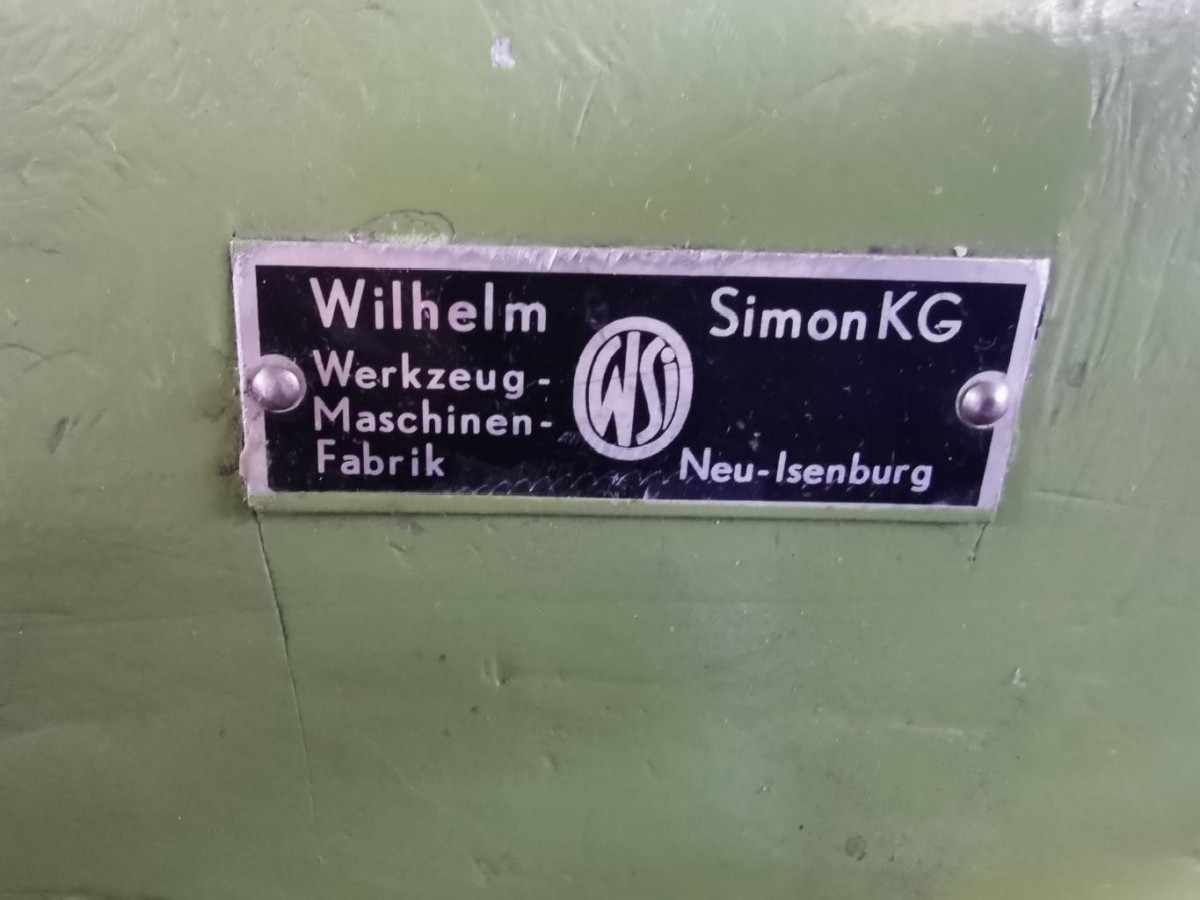 Wilhelm Simon KG
Werkzeug-
Maschinen-
Fabrik
WSi
Neu-Isenburg